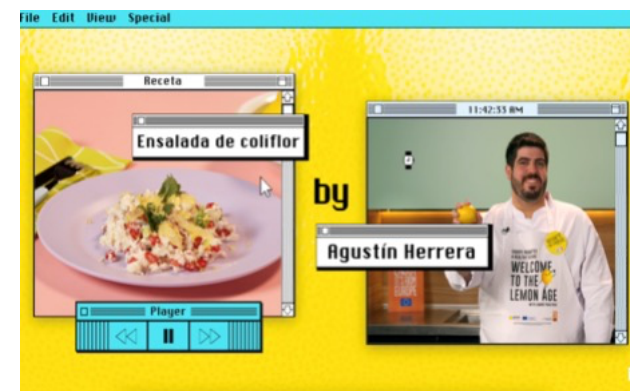 File Edit View Special
Receta
Ensalada de coliflor
by
11:42:33 AM
Agustín Herrera
WELCOME,
TO THE
LEMON AGE
Player